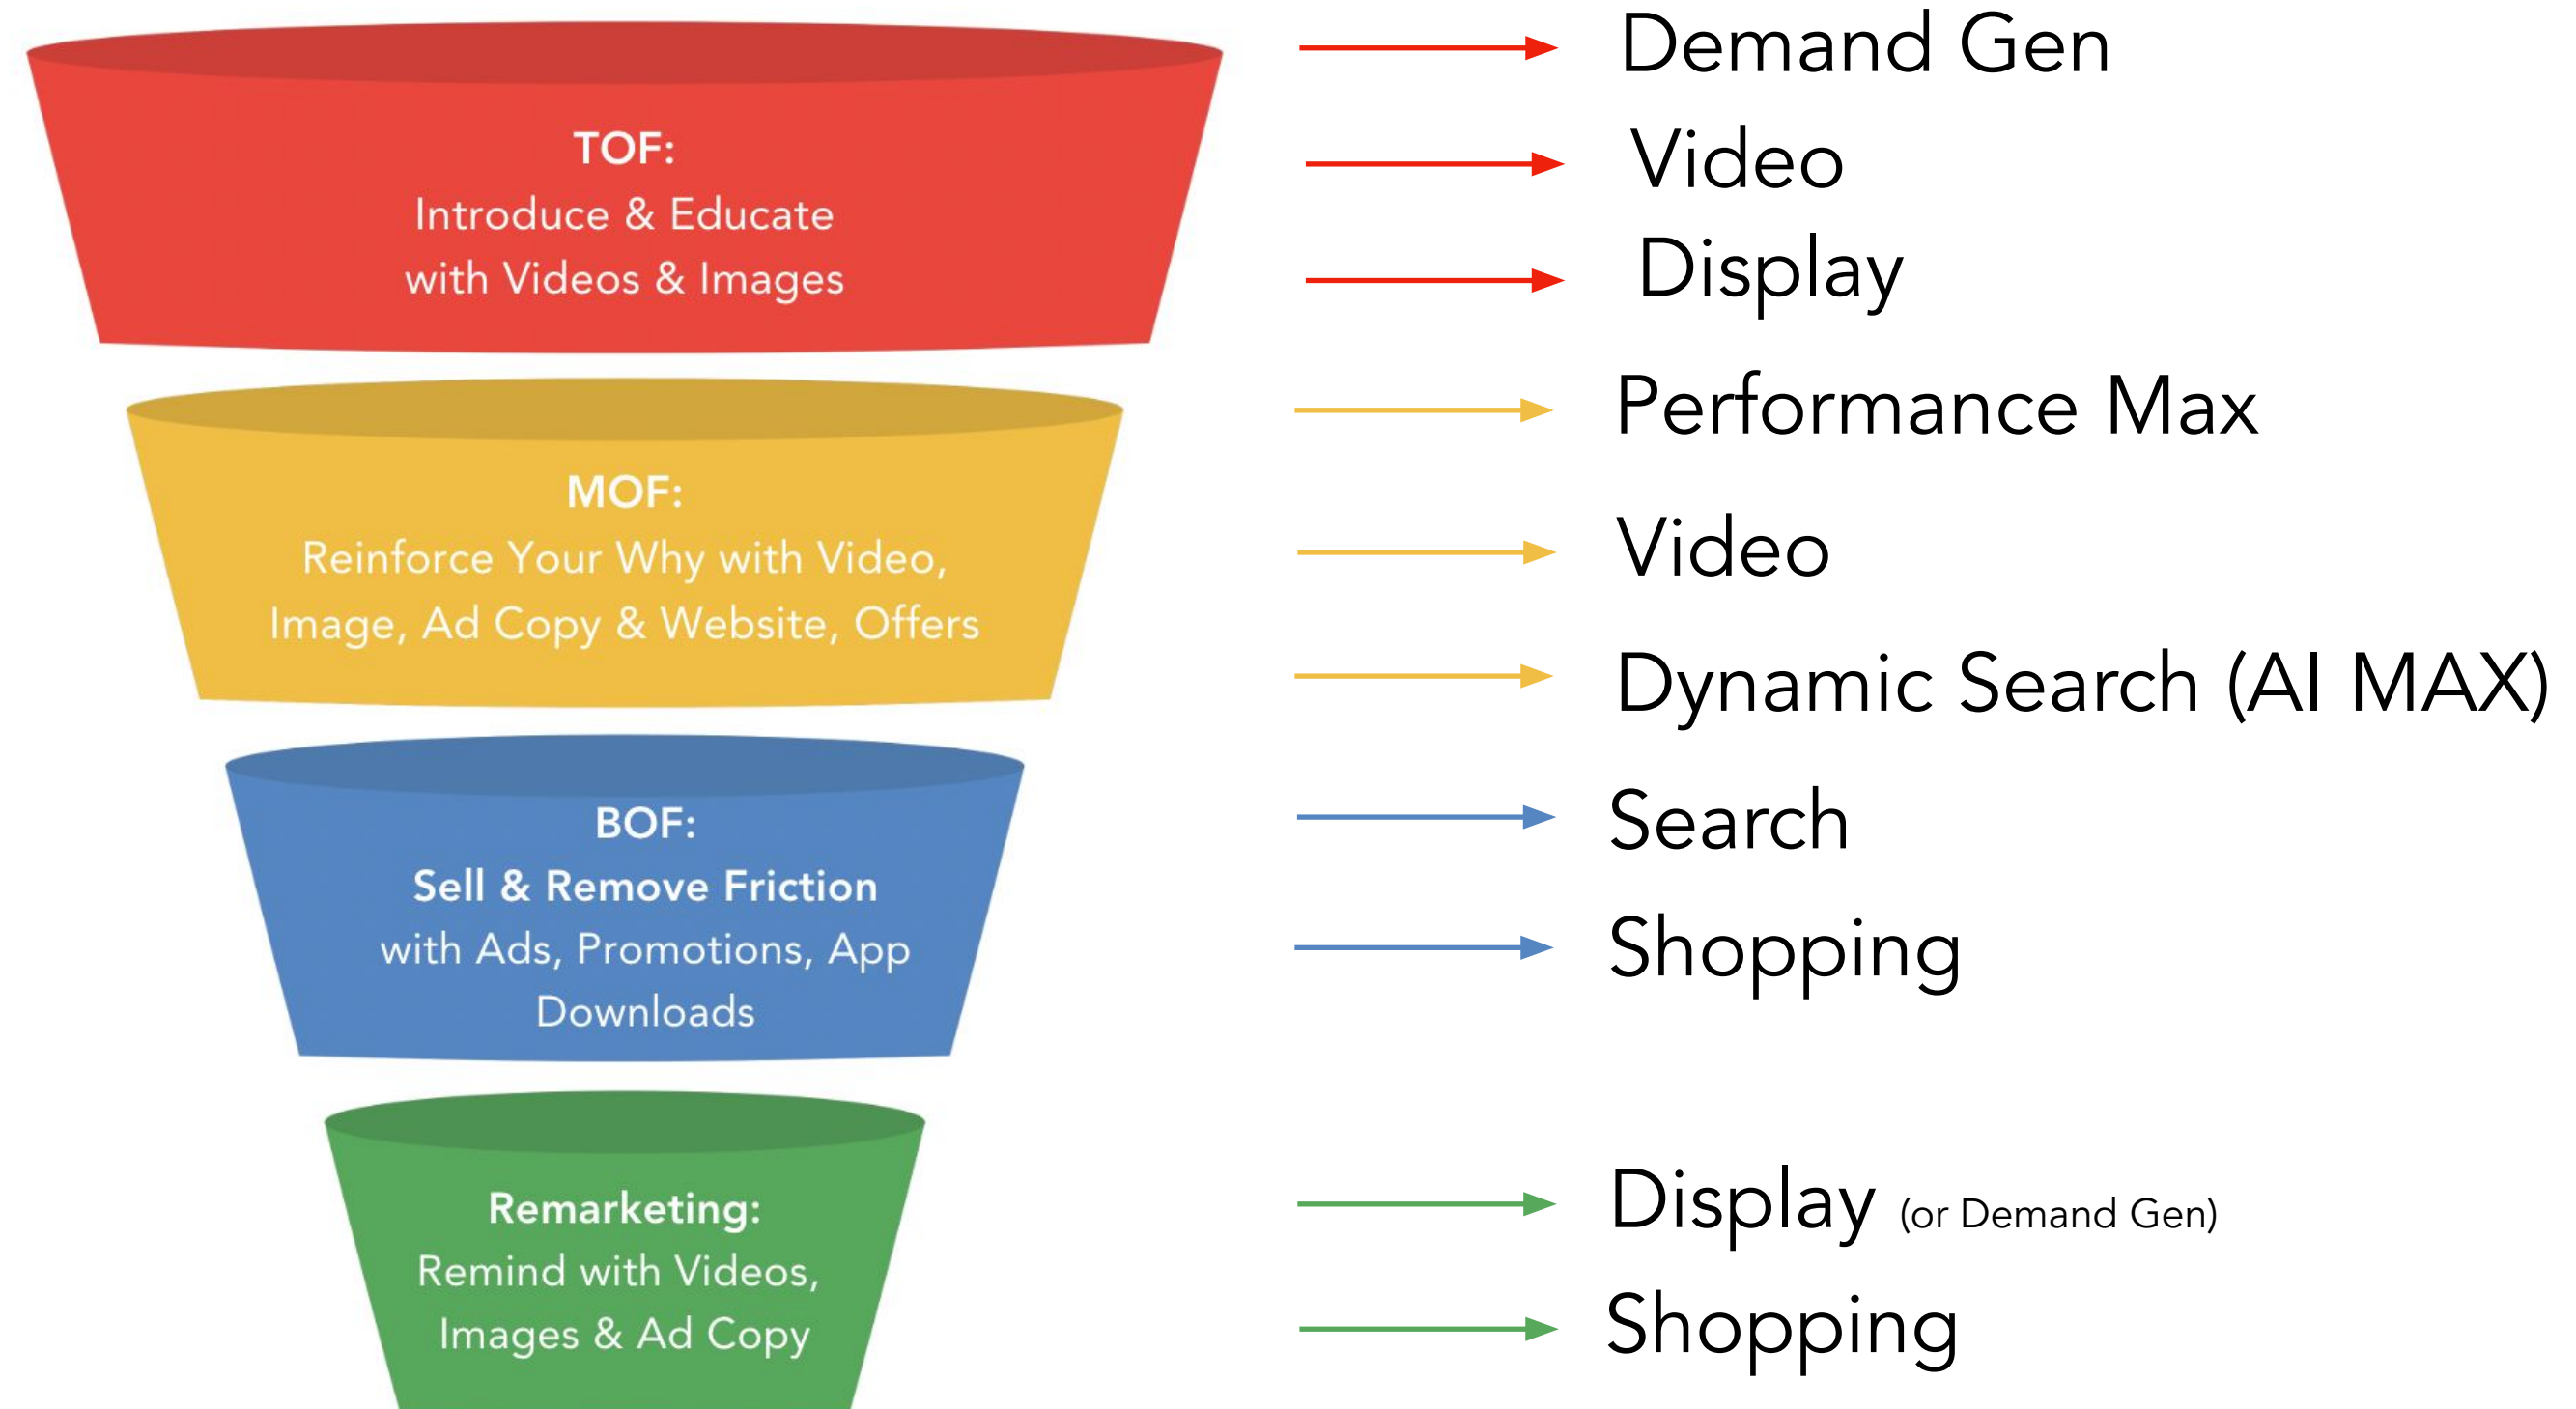 TOF:
Introduce & Educate
with Videos & Images
Demand Gen
Video
Display
MOF:
Reinforce Your Why with Video,
Image, Ad Copy & Website, Offers
Performance Max
Video
Dynamic Search (AI MAX)
BOF:
Sell & Remove Friction
with Ads, Promotions, App
Downloads
Search
Shopping
Remarketing:
Remind with Videos,
Images & Ad Copy
Display (or Demand Gen)
Shopping